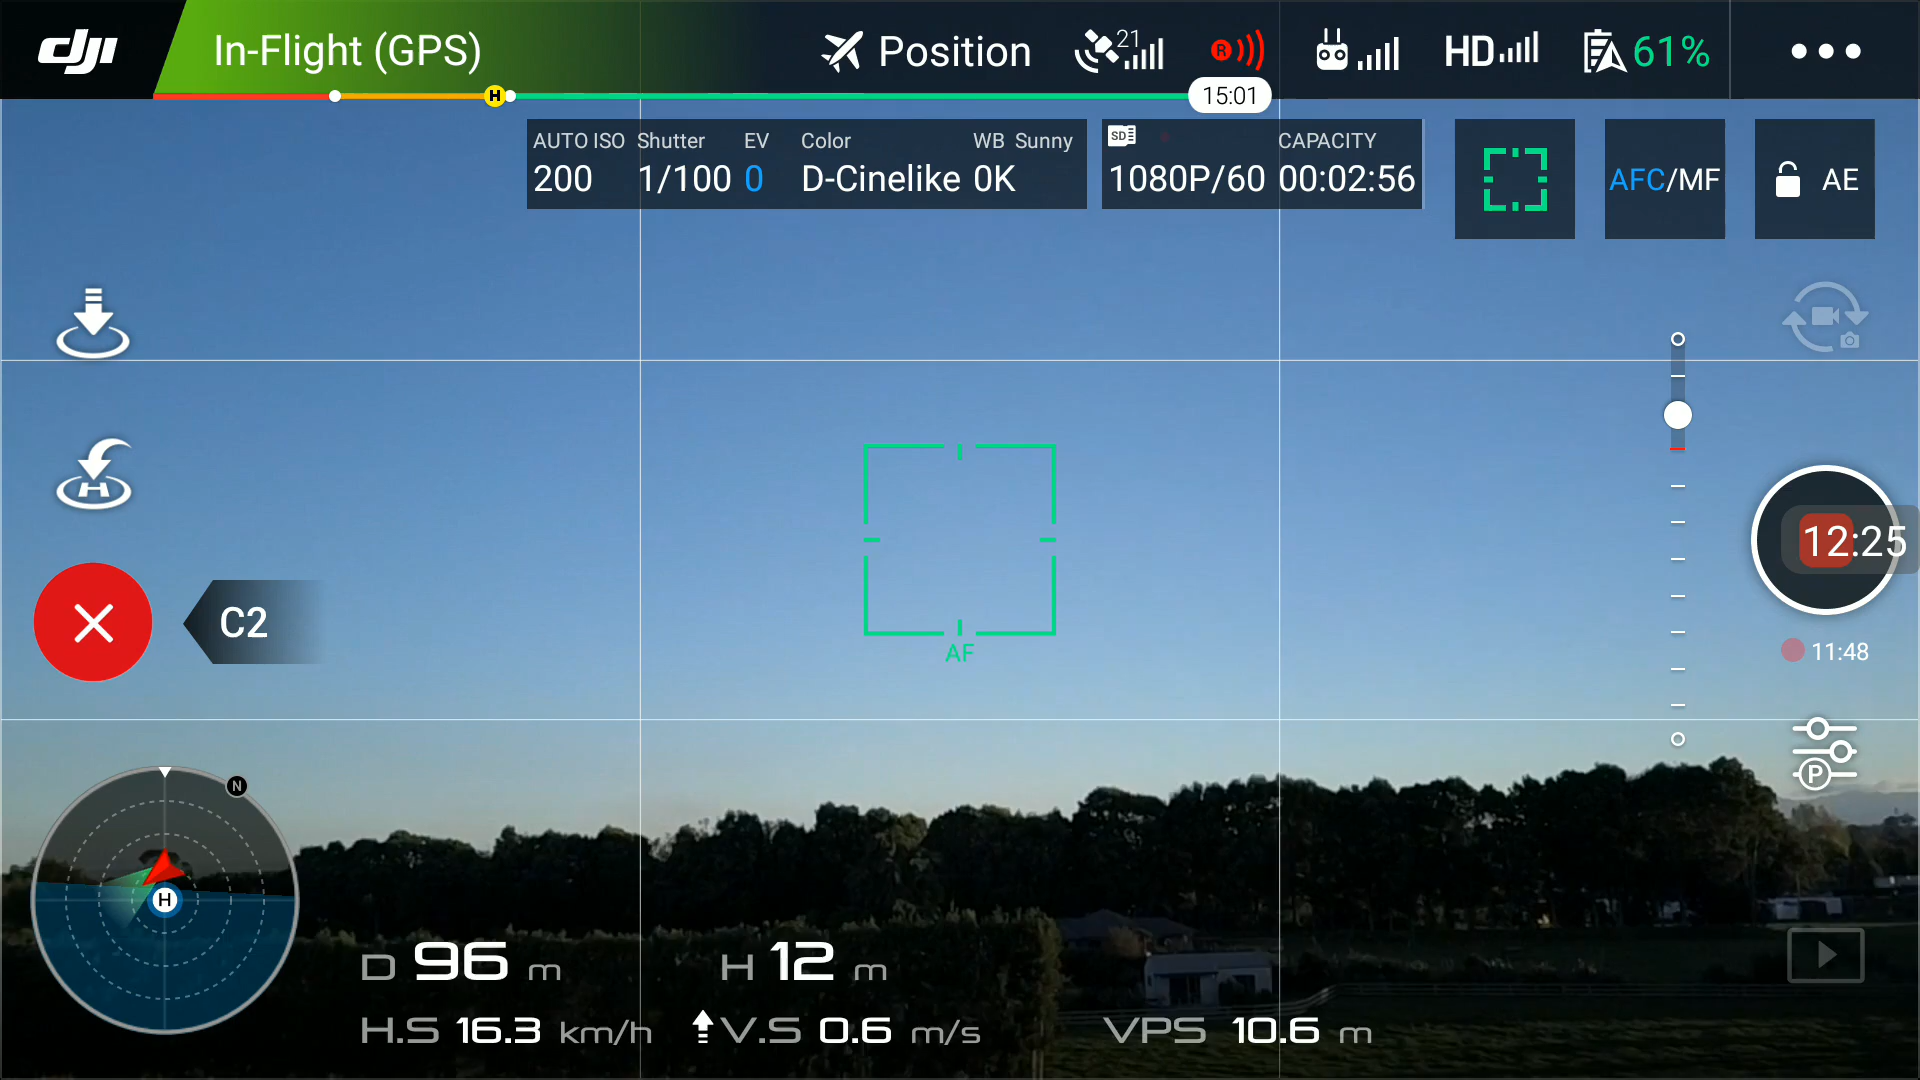 dji In-Flight (GPS) Position 21 R HD 61%
H 15:01
AUTO ISO Shutter EV Color WB Sunny SD CAPACITY
200 1/100 0 D-Cinelike 0K 1080P/60 00:02:56 AFC/MF AE
H
12:25
C2
AF
11:48
P
N
H
D 96 m H 12 m
H.S 16.3 km/h V.S 0.6 m/s VPS 10.6 m